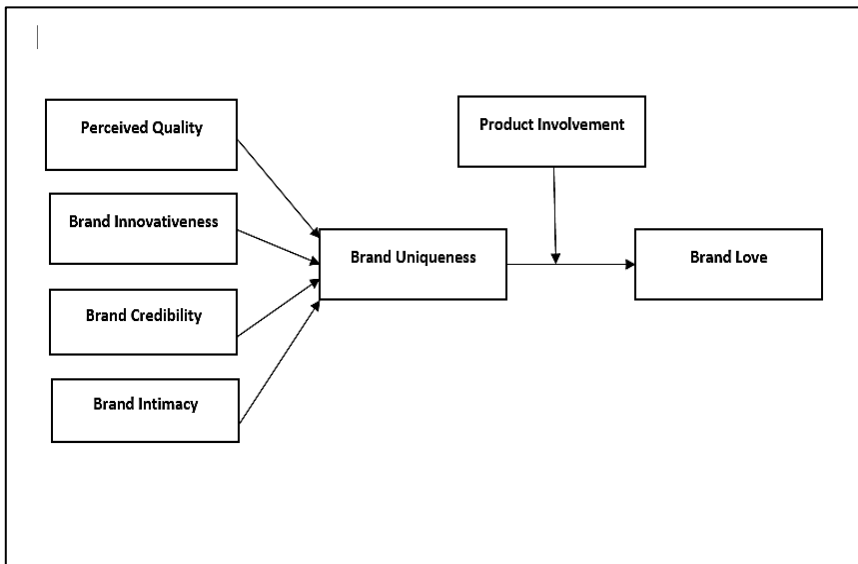 Perceived Quality
Product Involvement
Brand Innovativeness
Brand Uniqueness
Brand Love
Brand Credibility
Brand Intimacy